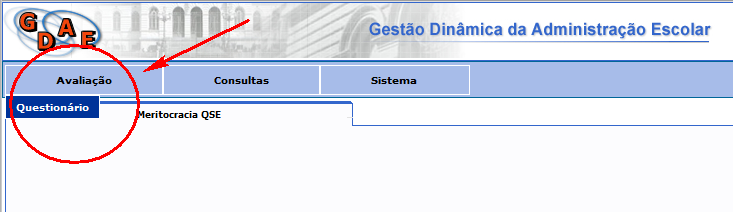 GDAE
Gestão Dinâmica da Administração Escolar
Avaliação Consultas Sistema
Questionário
Meritocracia QSE